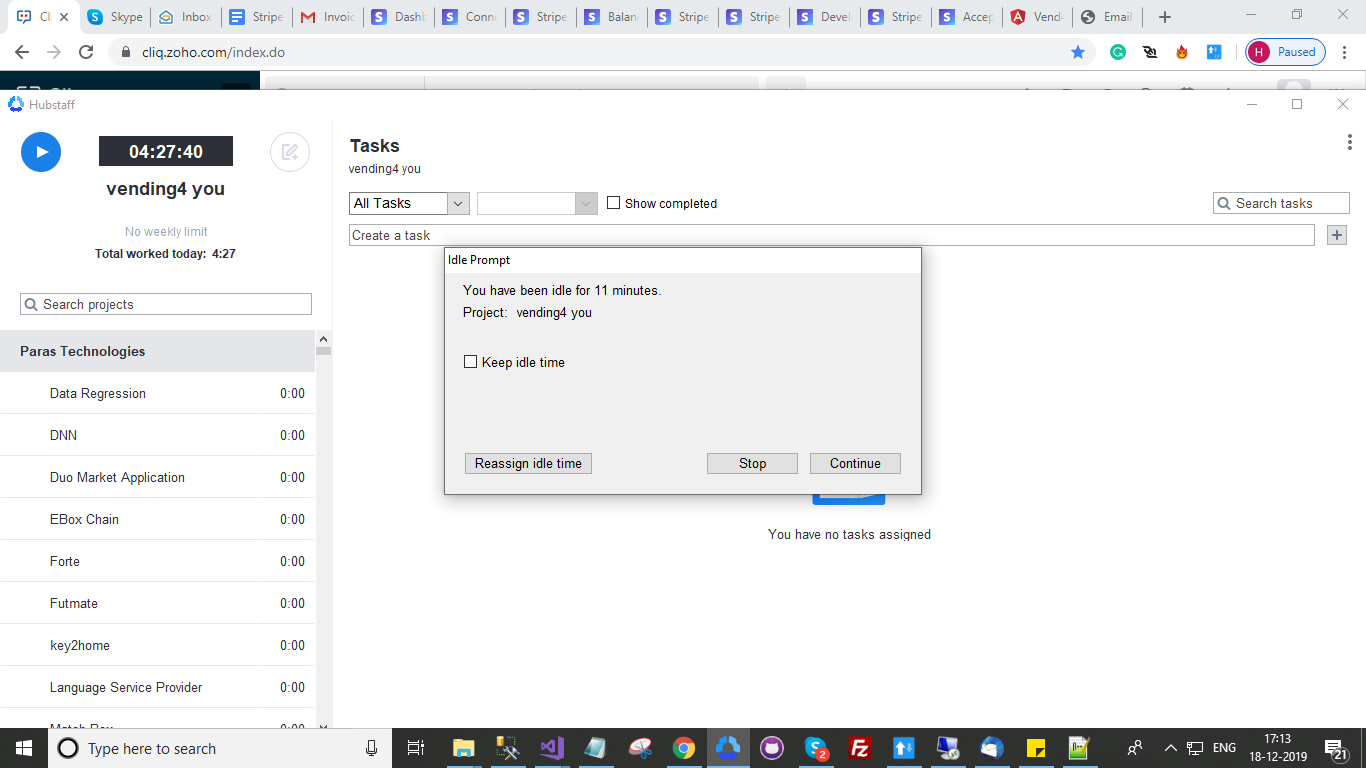 Cli
Skype
Inbox
Stripe
Invoic
Dashb
Conne
Stripe
Balan
Stripe
Stripe
Devel
Stripe
Accep
Vend-
Email
cliq.zoho.com/index.do
H Paused
Hubstaff
04:27:40
vending4 you
No weekly limit
Total worked today: 4:27
Search projects
Paras Technologies
Data Regression 0:00
DNN 0:00
Duo Market Application 0:00
EBox Chain 0:00
Forte 0:00
Futmate 0:00
key2home 0:00
Language Service Provider 0:00
Tasks
vending4 you
All Tasks
Show completed
Search tasks
Create a task
Idle Prompt
You have been idle for 11 minutes.
Project: vending4 you
Keep idle time
Reassign idle time
Stop
Continue
You have no tasks assigned
Type here to search
2
ENG
17:13
18-12-2019
21